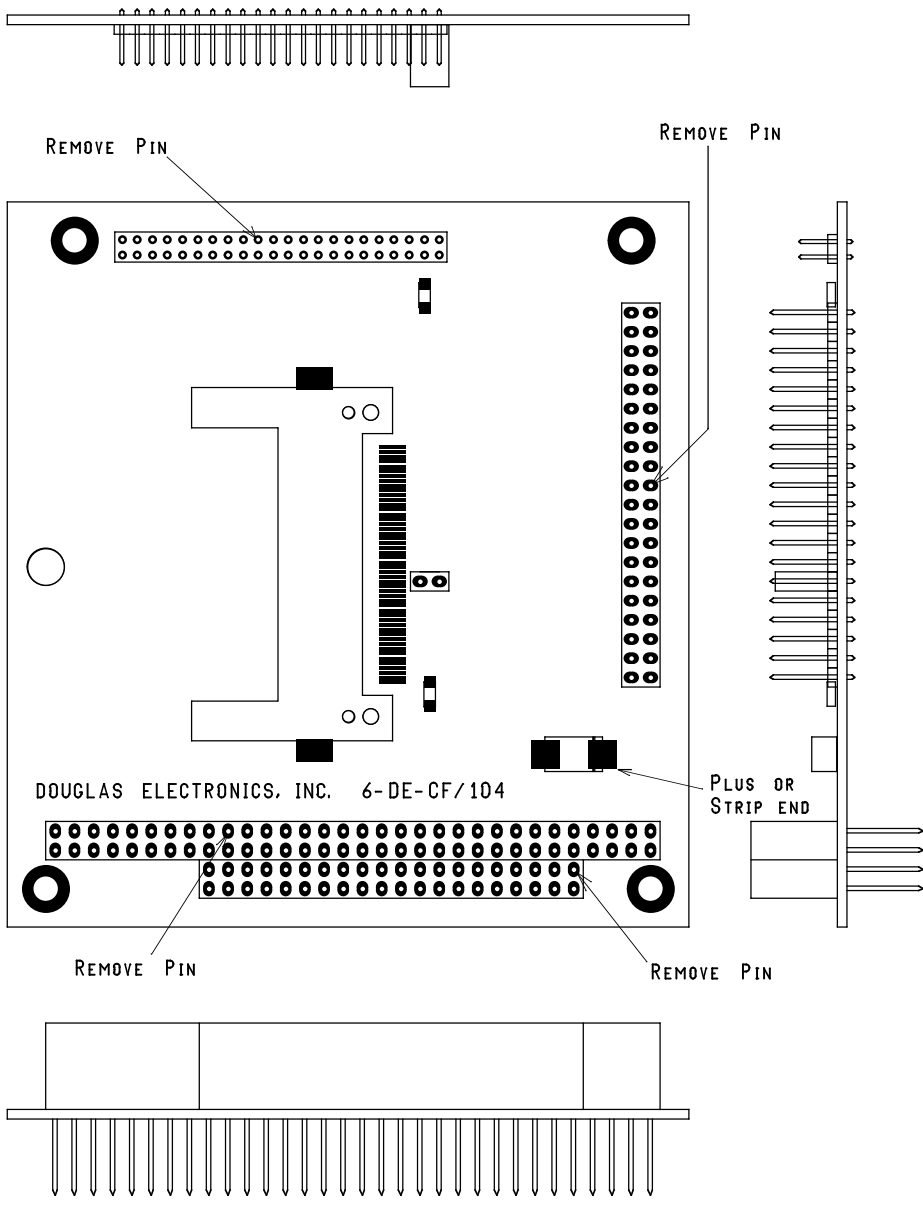 REMOVE PIN
REMOVE PIN
PLUS OR
STRIP END
DOUGLAS ELECTRONICS, INC. 6-DE-CF/104
REMOVE PIN
REMOVE PIN